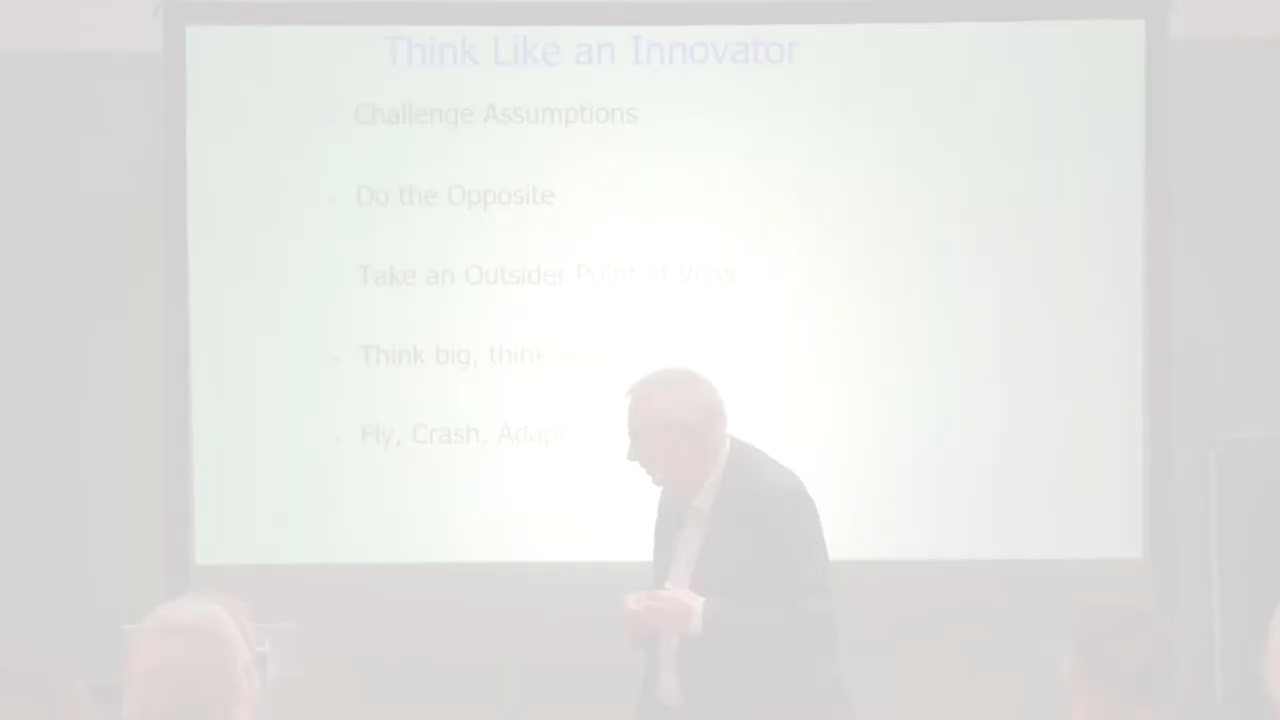 Think Like an Innovator
Challenge Assumptions
Do the Opposite
Take an Outsider Point of View
Think big, think
Fly, Crash, Adapt